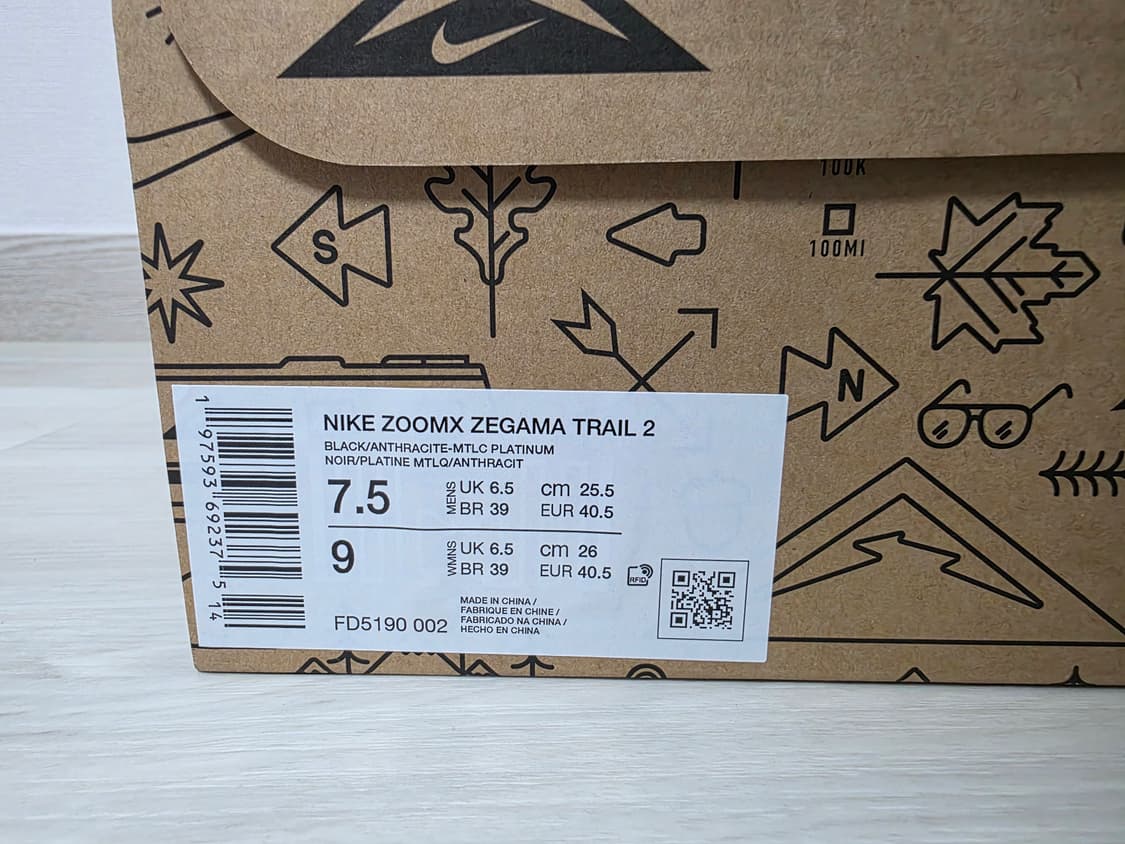 100K
100MI
S
N
NIKE ZOOMX ZEGAMA TRAIL 2
BLACK/ANTHRACITE-MTLC PLATINUM
NOIR/PLATINE MTLQ/ANTHRACIT
7.5 MENS UK 6.5 cm 25.5
BR 39 EUR 40.5
9 WMNS UK 6.5 cm 26
BR 39 EUR 40.5
RFID
FD5190 002
MADE IN CHINA /
FABRIQUE EN CHINE /
FABRICADO NA CHINA /
HECHO EN CHINA
1 97593 69237 5 14